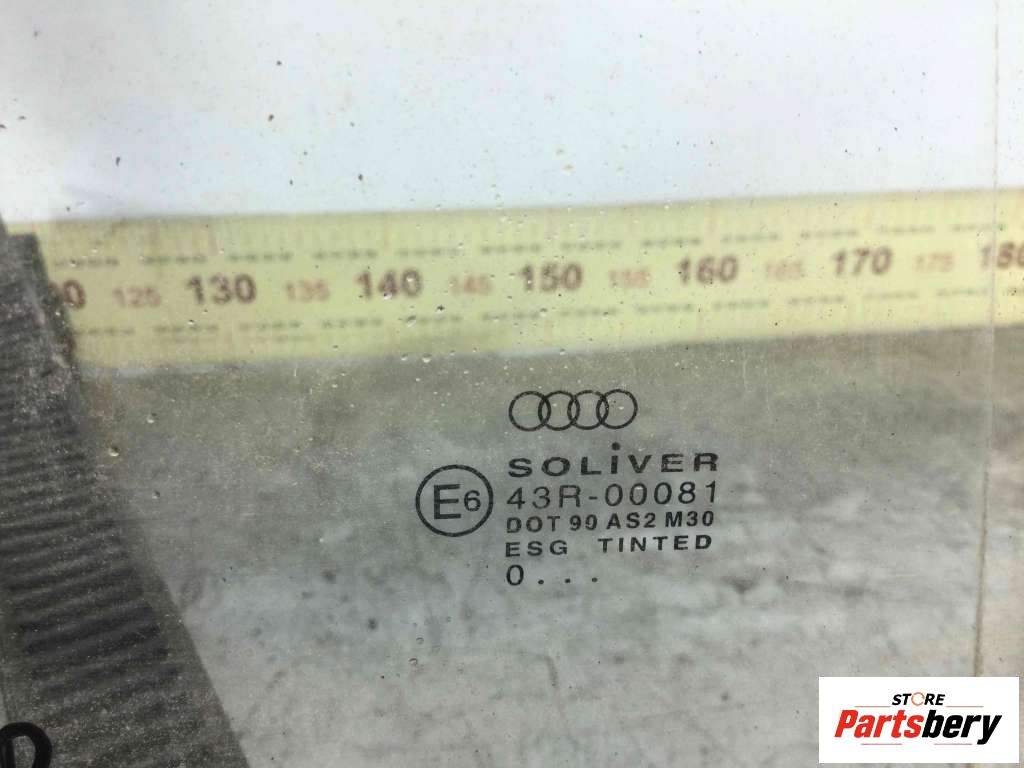 125 130 135 140 145 150 155 160 165 170 175 180
SOLiVER
E6 43R-00081
DOT 90 AS2 M30
ESG TINTED
0...
STORE
Partsbery